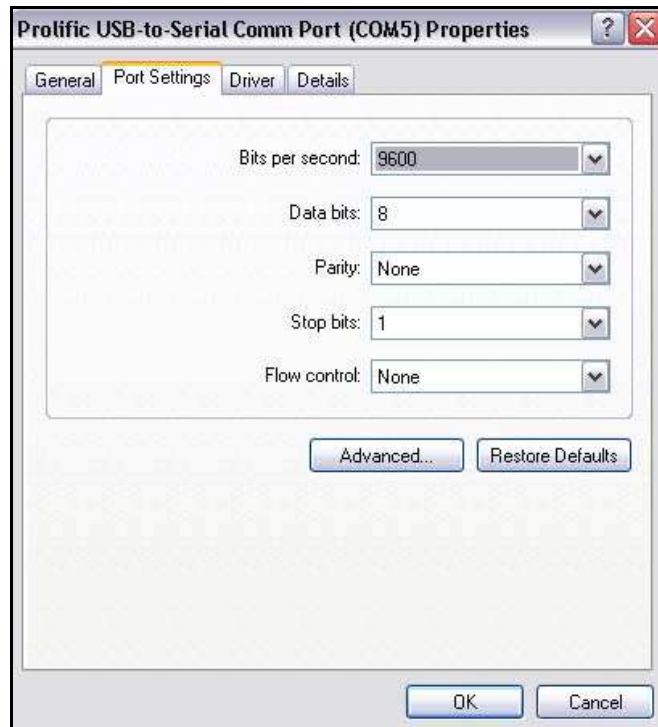 Prolific USB-to-Serial Comm Port (COM5) Properties
General Port Settings Driver Details
Bits per second: 9600
Data bits: 8
Parity: None
Stop bits: 1
Flow control: None
Advanced... Restore Defaults
OK Cancel